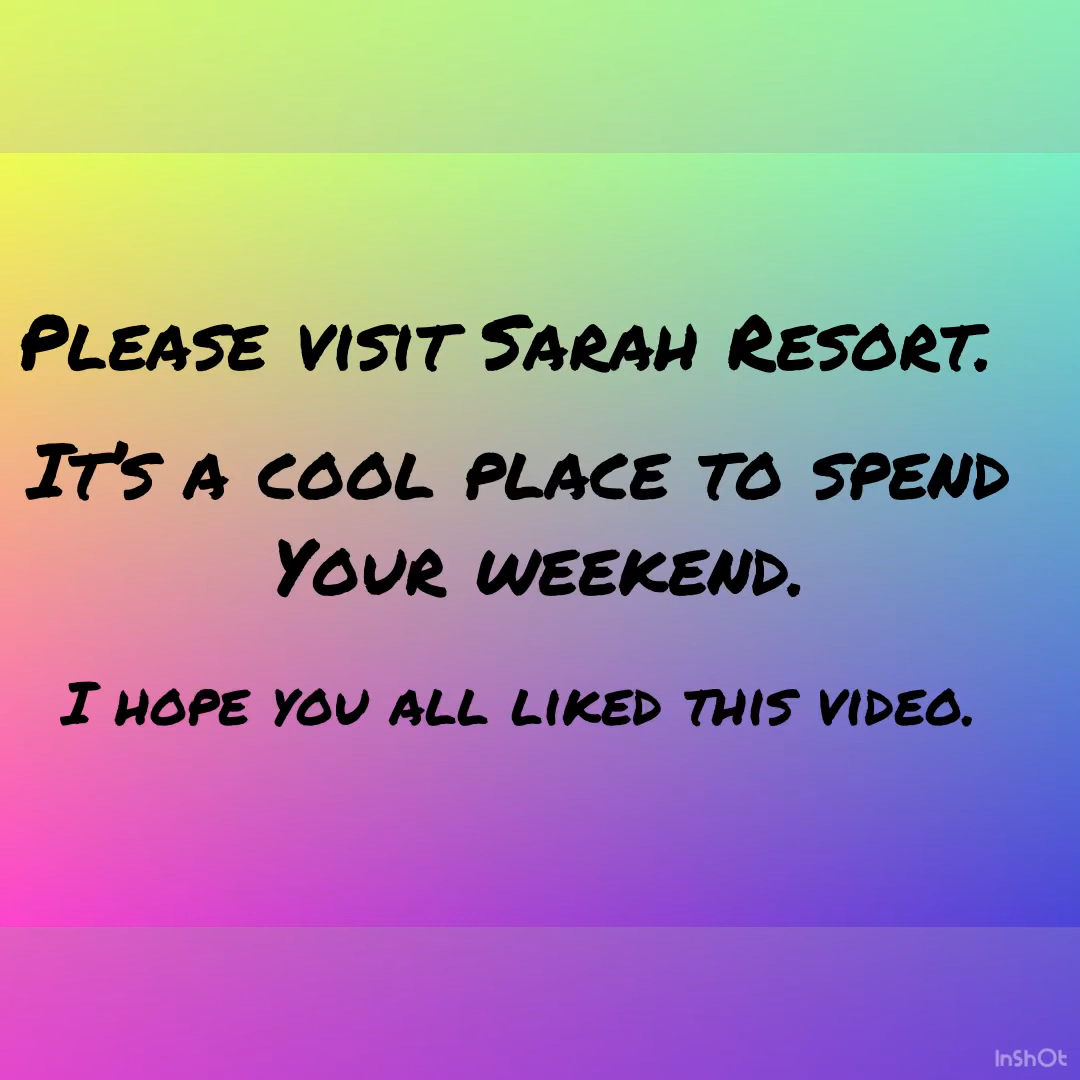 Please visit Sarah Resort.
It's a cool place to spend
Your weekend.
I hope you all liked this video.
InShOt